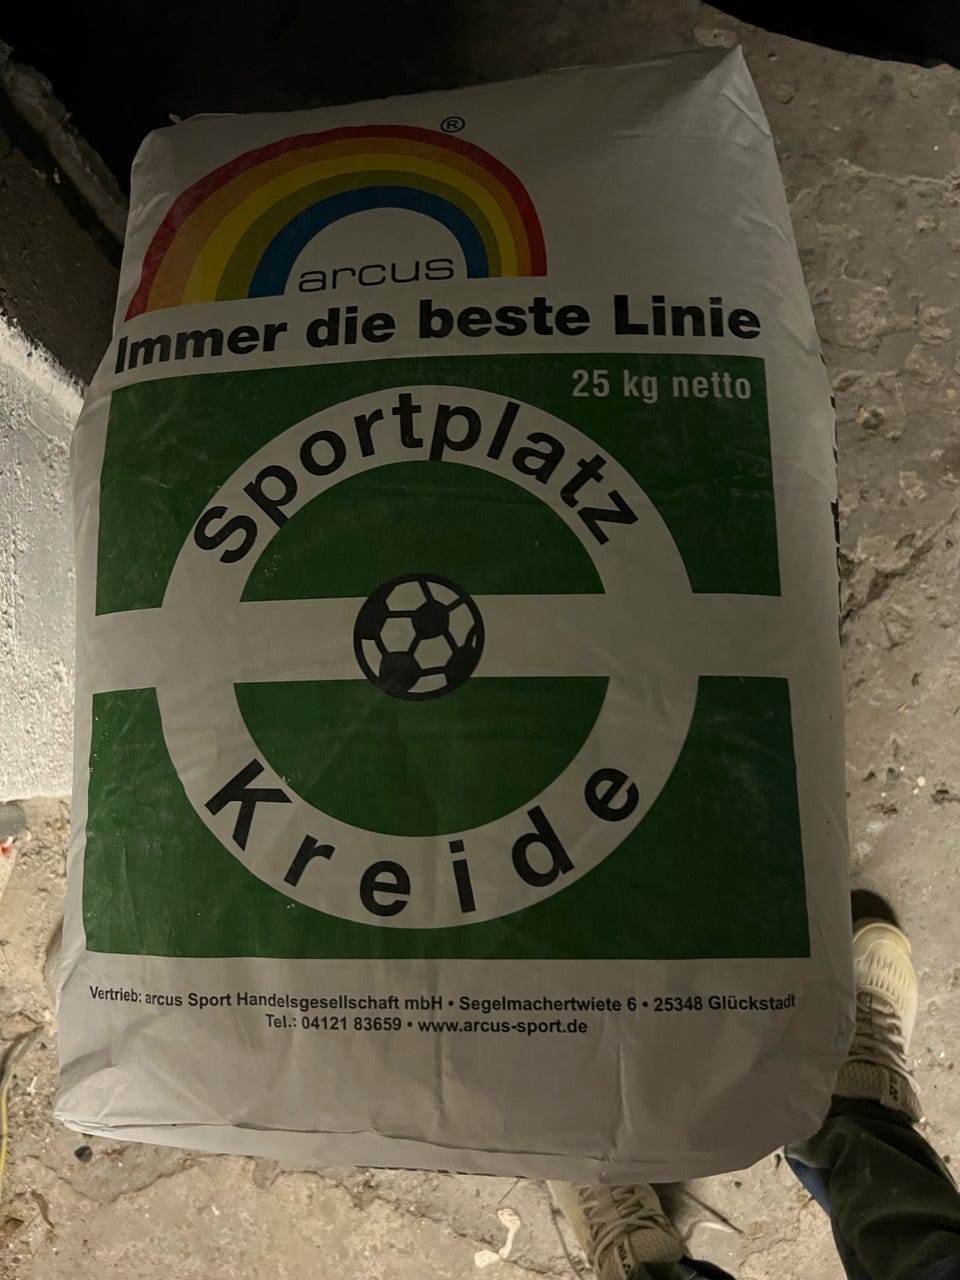 ®
arcus
Immer die beste Linie
25 kg netto
Sportplatz
Kreide
Vertrieb: arcus Sport Handelsgesellschaft mbH • Segelmachertwiete 6 • 25348 Glückstadt
Tel.: 04121 83659 • www.arcus-sport.de